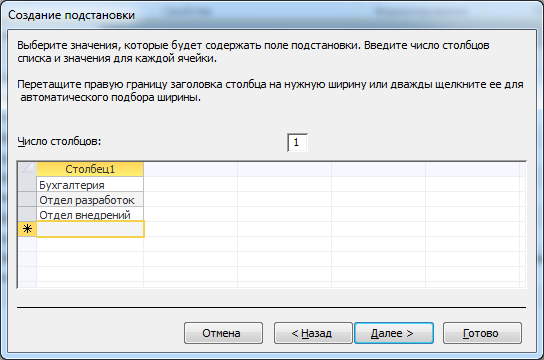 Создание подстановки
Выберите значения, которые будет содержать поле подстановки. Введите число столбцов
списка и значения для каждой ячейки.
Перетащите правую границу заголовка столбца на нужную ширину или дважды щелкните ее для
автоматического подбора ширины.
Число столбцов: 1
Столбец1
Бухгалтерия
Отдел разработок
Отдел внедрений
Отмена < Назад Далее > Готово